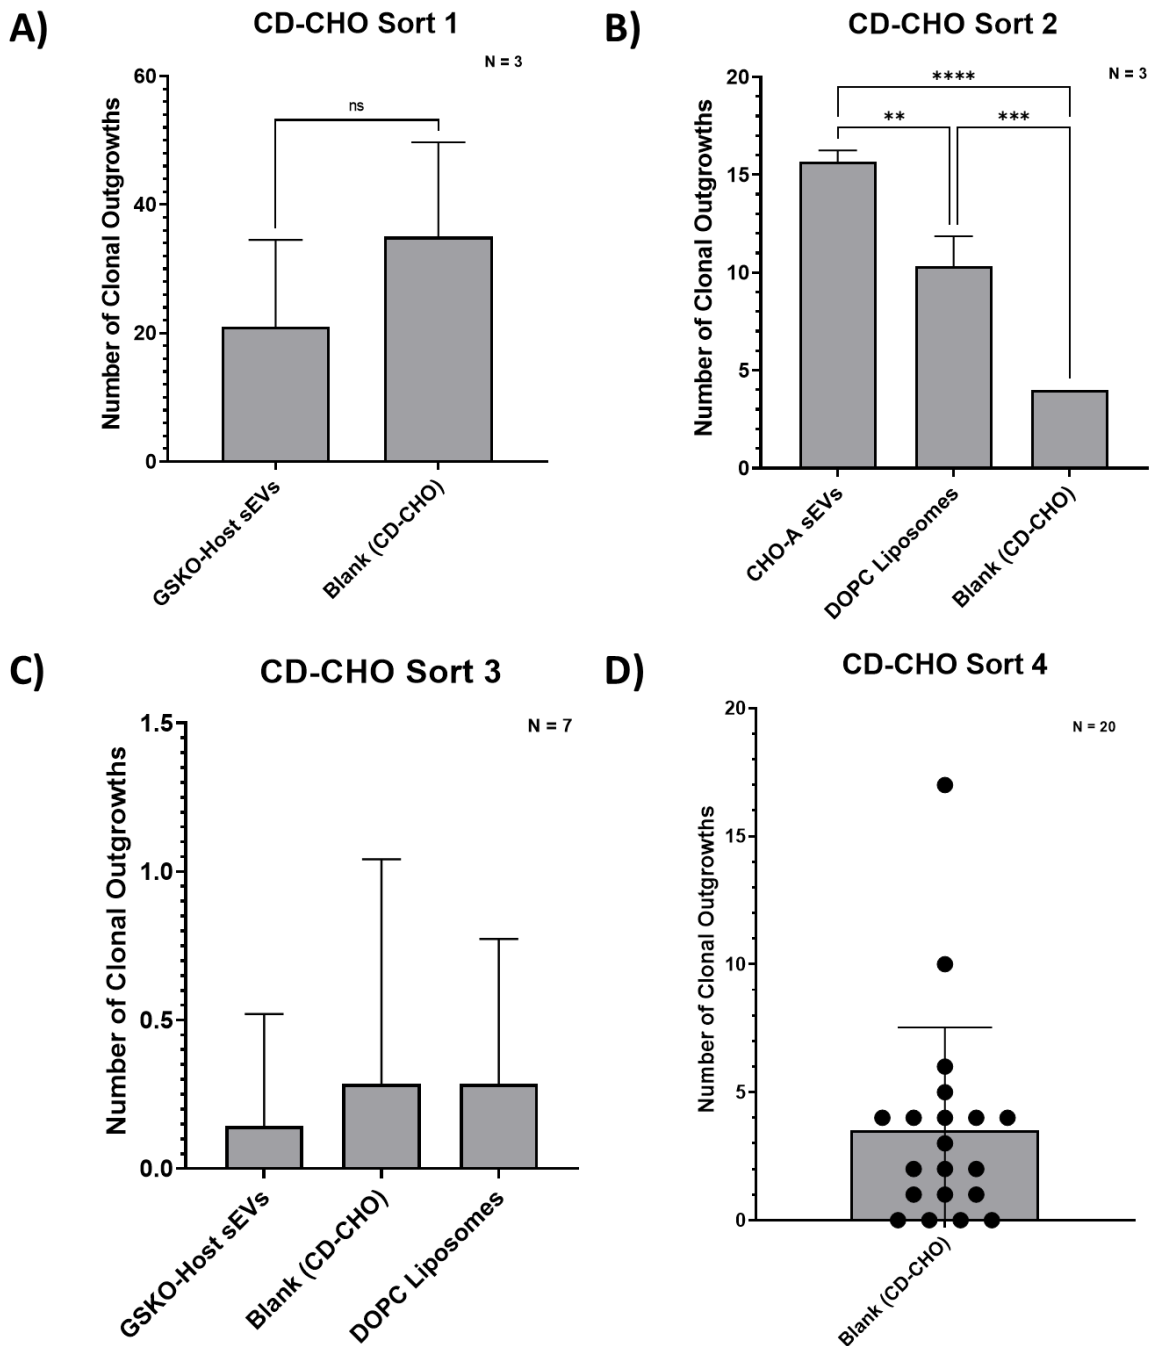 A)
CD-CHO Sort 1
N = 3
Number of Clonal Outgrowths
60
40
20
0
ns
GSKO-Host sEVs
Blank (CD-CHO)
B)
CD-CHO Sort 2
N = 3
Number of Clonal Outgrowths
20
15
10
5
0
****
**
***
CHO-A sEVs
DOPC Liposomes
Blank (CD-CHO)
C)
CD-CHO Sort 3
N = 7
Number of Clonal Outgrowths
1.5
1.0
0.5
0.0
GSKO-Host sEVs
Blank (CD-CHO)
DOPC Liposomes
D)
CD-CHO Sort 4
N = 20
Number of Clonal Outgrowths
20
15
10
5
0
Blank (CD-CHO)